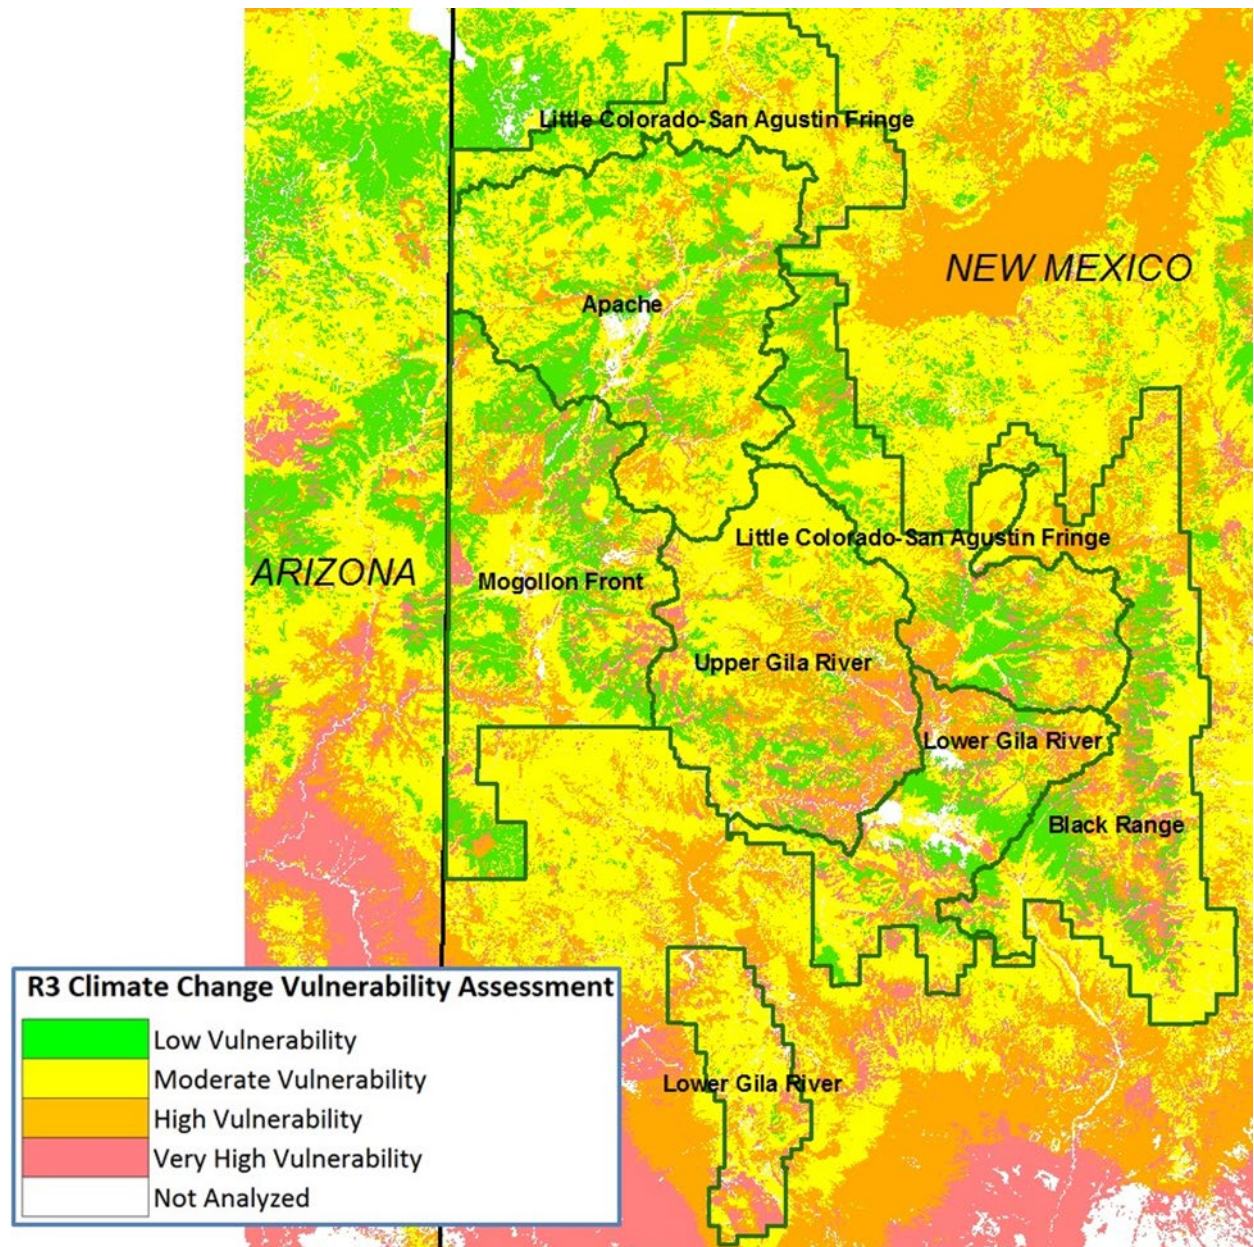 Little Colorado-San Agustin Fringe
NEW MEXICO
Apache
Little Colorado-San Agustin Fringe
ARIZONA
Mogollon Front
Upper Gila River
Lower Gila River
Black Range
R3 Climate Change Vulnerability Assessment
Low Vulnerability
Moderate Vulnerability
High Vulnerability
Very High Vulnerability
Not Analyzed
Lower Gila River